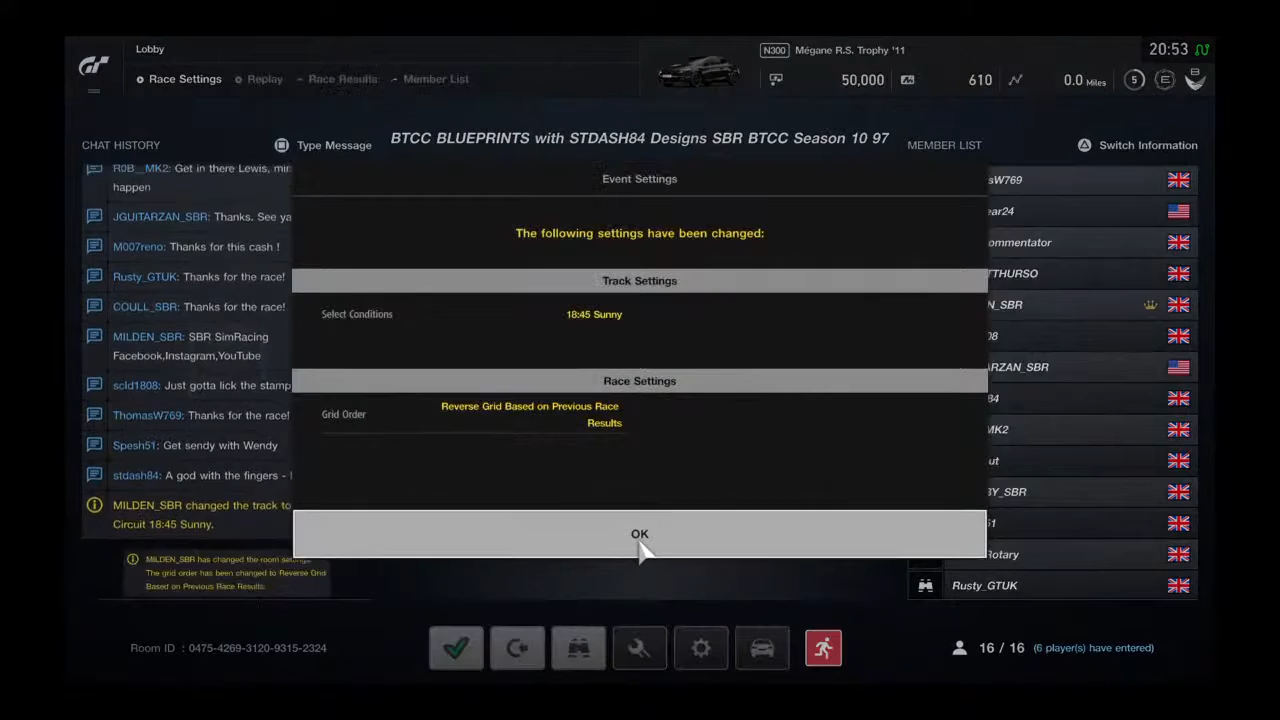 Lobby
Race Settings
Replay
Race Results
Member List
N300
Mégane R.S. Trophy '11
50,000
610
0.0 Miles
20:53
5
E
B
CHAT HISTORY
Type Message
BTCC BLUEPRINTS with STDASH84 Designs SBR BTCC Season 10 97
MEMBER LIST
Switch Information
R0B__MK2: Get in there Lewis, min
happen
JGUITARZAN_SBR: Thanks. See ya
M007reno: Thanks for this cash !
Rusty_GTUK: Thanks for the race!
COULL_SBR: Thanks for the race!
MILDEN_SBR: SBR SimRacing
Facebook,Instagram,YouTube
scld1808: Just gotta lick the stamp
ThomasW769: Thanks for the race!
Spesh51: Get sendy with Wendy
stdash84: A god with the fingers -
MILDEN_SBR changed the track to
Circuit 18:45 Sunny.
MILDEN_SBR has changed the room settings.
The grid order has been changed to Reverse Grid
Based on Previous Race Results.
Event Settings
The following settings have been changed:
Track Settings
Select Conditions
18:45 Sunny
Race Settings
Grid Order
Reverse Grid Based on Previous Race
Results
OK
sW769
ear24
ommentator
TTHURSO
N_SBR
08
ARZAN_SBR
84
MK2
ut
BY_SBR
51
Rotary
Rusty_GTUK
Room ID : 0475-4269-3120-9315-2324
16 / 16
(6 player(s) have entered)